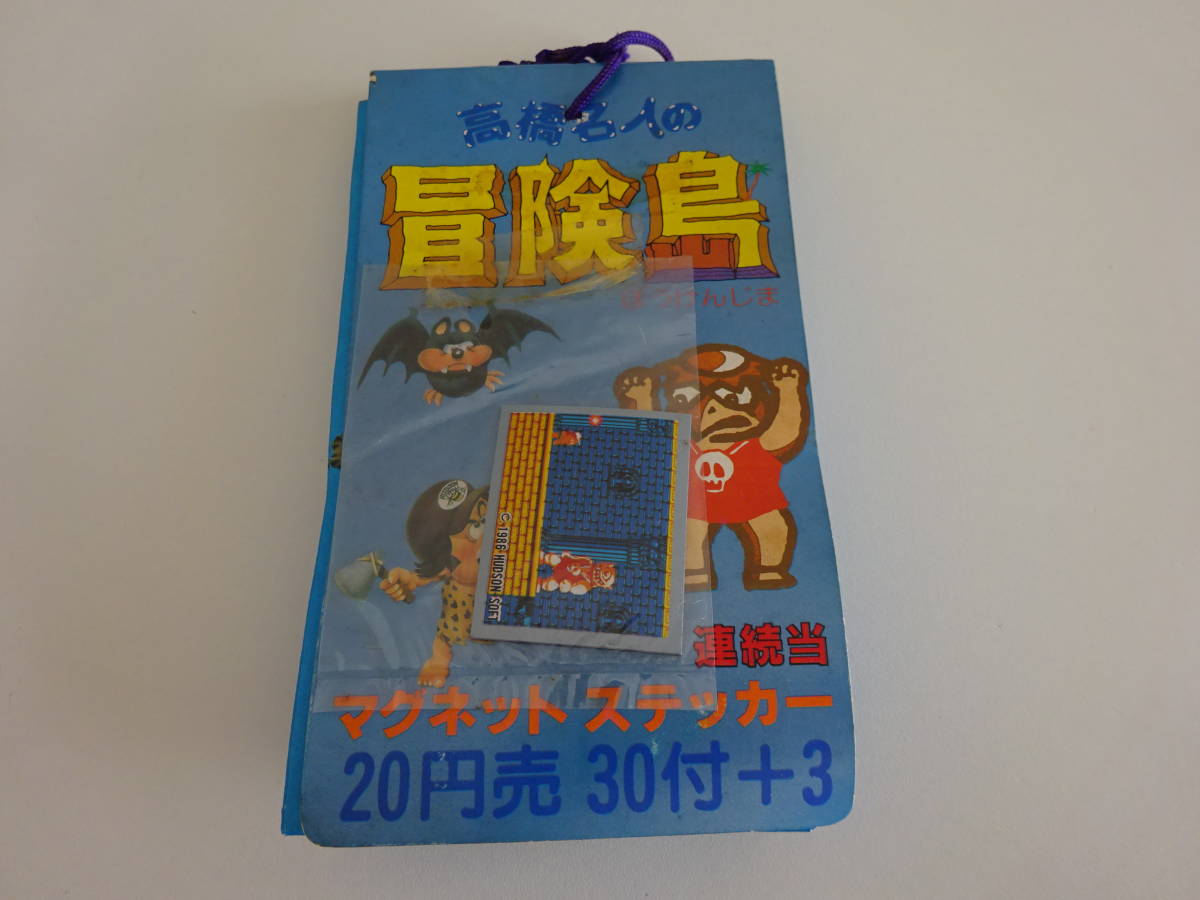 高橋名人の
冒険島
ぼうけんじま
© 1986 HUDSON SOFT
連続当
マグネット ステッカー
20円売 30付+3